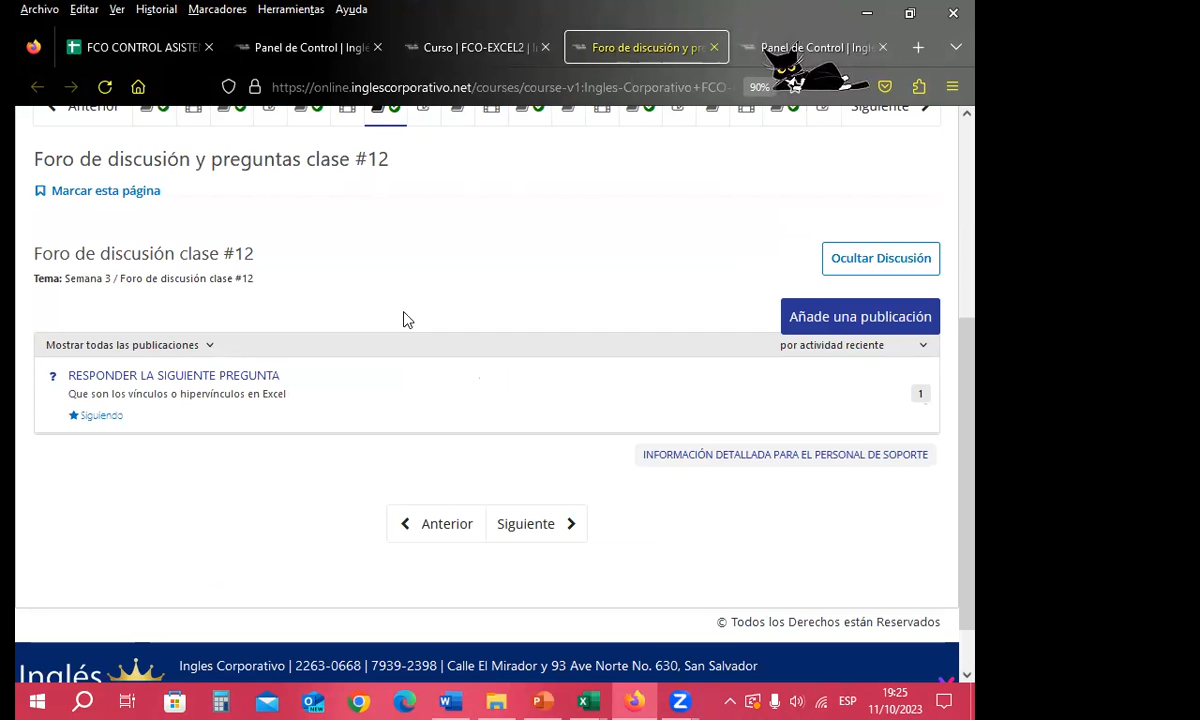 Archivo Editar Ver Historial Marcadores Herramientas Ayuda
FCO CONTROL ASISTE Panel de Control | Ingle Curso | FCO-EXCEL2 | I Foro de discusión y pre Panel de Control | Ingle
https://online.inglescorporativo.net/courses/course-v1:Ingles-Corporativo+FCO- 90%
Anterior Siguiente
Foro de discusión y preguntas clase #12
Marcar esta página
Foro de discusión clase #12
Ocultar Discusión
Tema: Semana 3 / Foro de discusión clase #12
Añade una publicación
Mostrar todas las publicaciones por actividad reciente
? RESPONDER LA SIGUIENTE PREGUNTA
Que son los vínculos o hipervínculos en Excel
1
Siguiendo
INFORMACIÓN DETALLADA PARA EL PERSONAL DE SOPORTE
Anterior Siguiente
© Todos los Derechos están Reservados
Inglés
Ingles Corporativo | 2263-0668 | 7939-2398 | Calle El Mirador y 93 Ave Norte No. 630, San Salvador
ESP
19:25
11/10/2023